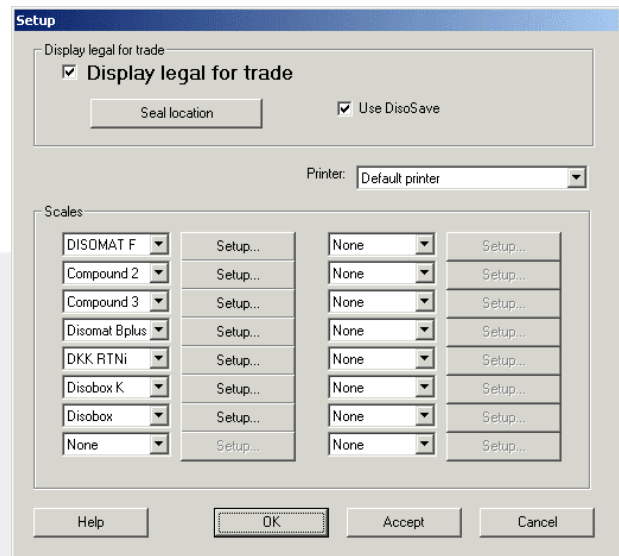 Setup
Display legal for trade
Display legal for trade
Seal location Use DisoSave
Printer: Default printer
Scales
DISOMAT F Setup... None Setup...
Compound 2 Setup... None Setup...
Compound 3 Setup... None Setup...
Disomat Bplus Setup... None Setup...
DKK RTNi Setup... None Setup...
Disobox K Setup... None Setup...
Disobox Setup... None Setup...
None Setup... None Setup...
Help OK Accept Cancel